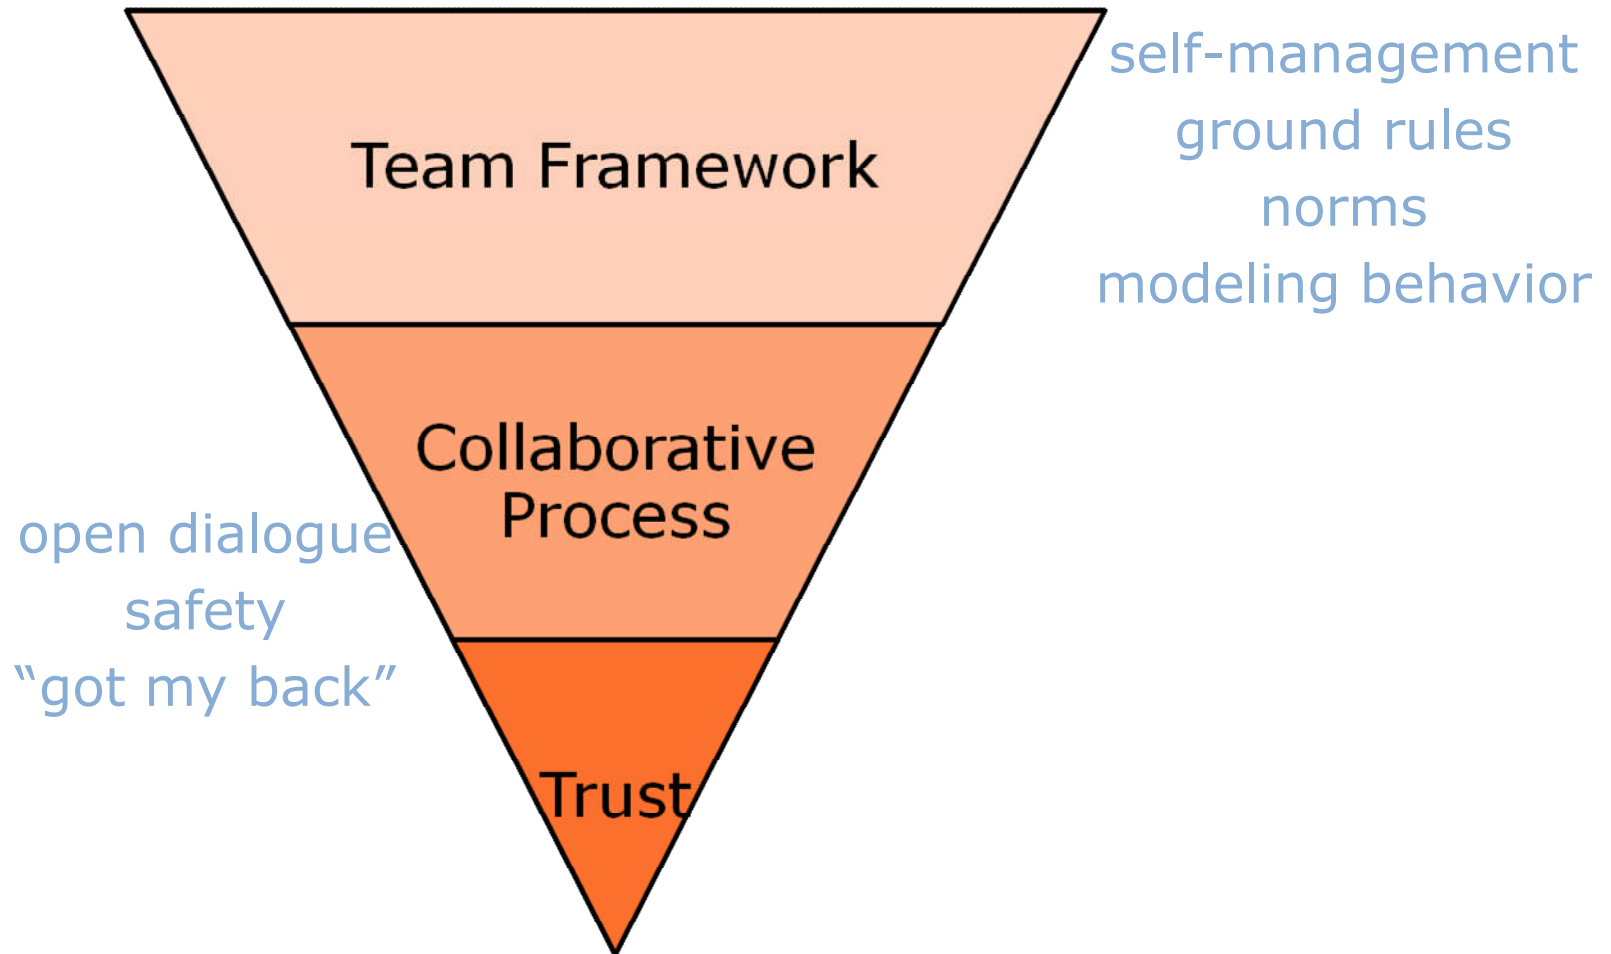 self-management
ground rules
norms
modeling behavior
Team Framework
Collaborative
Process
open dialogue
safety
“got my back”
Trust